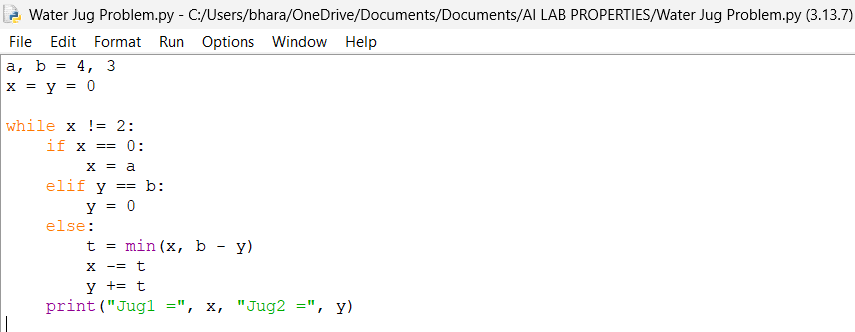 Water Jug Problem.py - C:/Users/bhara/OneDrive/Documents/Documents/AI LAB PROPERTIES/Water Jug Problem.py (3.13.7)
File Edit Format Run Options Window Help
a, b = 4, 3
x = y = 0

while x != 2:
    if x == 0:
        x = a
    elif y == b:
        y = 0
    else:
        t = min(x, b - y)
        x -= t
        y += t
    print("Jug1 =", x, "Jug2 =", y)